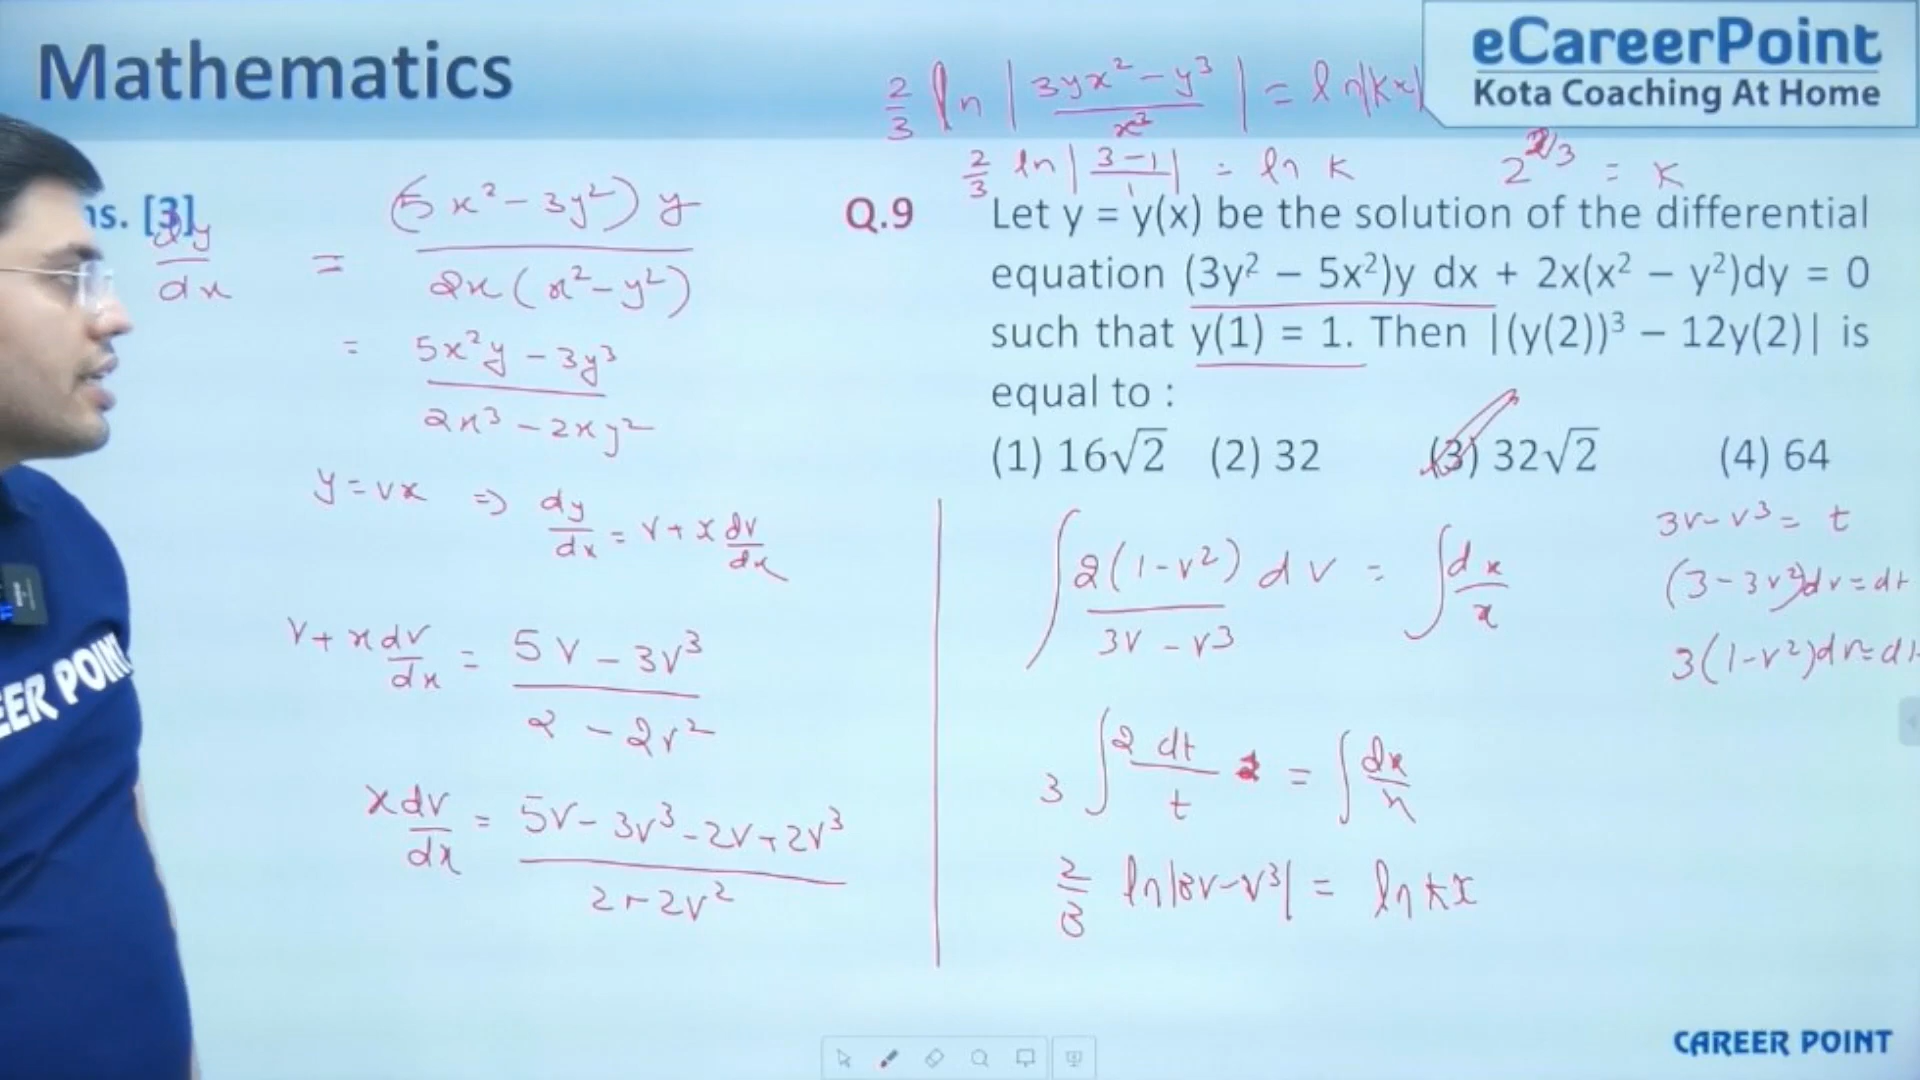 Mathematics
eCareerPoint
Kota Coaching At Home
2/3 ln |(3yx² – y³)/x³| = ln|kx|
2/3 ln |(3 – 1)/1| = ln k
2^(2/3) = k
ns. [3]
dy/dx = (5x² – 3y²) y / 2x (x² – y²)
= (5x²y – 3y³) / (2x³ – 2xy²)
y = vx ⇒ dy/dx = v + x dv/dx
v + x dv/dx = (5v – 3v³) / (2 – 2v²)
x dv/dx = (5v – 3v³ – 2v + 2v³) / (2 – 2v²)
Q.9 Let y = y(x) be the solution of the differential
equation (3y² – 5x²)y dx + 2x(x² – y²)dy = 0
such that y(1) = 1. Then |(y(2))³ – 12y(2)| is
equal to :
(1) 16√2 (2) 32 (3) 32√2 (4) 64
∫ 2(1 – v²)/(3v – v³) dv = ∫ dx/x
3v – v³ = t
(3 – 3v²)dv = dt
3(1 – v²)dv = dt
3 ∫ 2 dt/t = ∫ dx/x
2/3 ln|3v – v³| = ln kx
EER POINT
CAREER POINT